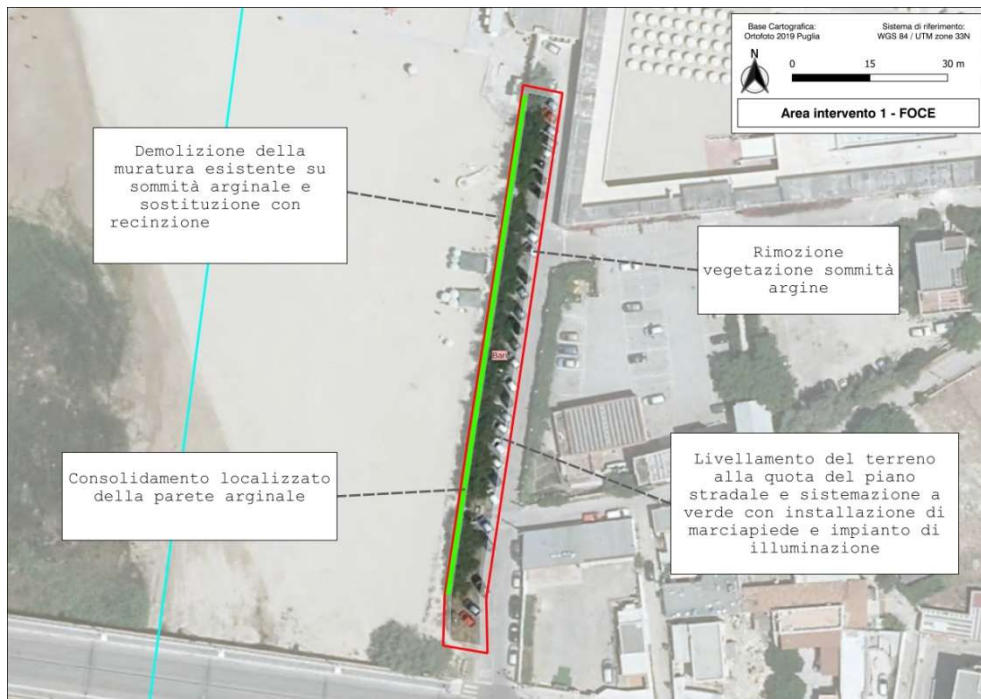 Base Cartografica:
Ortofoto 2019 Puglia
Sistema di riferimento:
WGS 84 / UTM zone 33N
N
0 15 30 m
Area intervento 1 - FOCE
Demolizione della
muratura esistente su
sommità arginale e
sostituzione con
recinzione
Rimozione
vegetazione sommità
argine
Bari
Consolidamento localizzato
della parete arginale
Livellamento del terreno
alla quota del piano
stradale e sistemazione a
verde con installazione di
marciapiede e impianto di
illuminazione